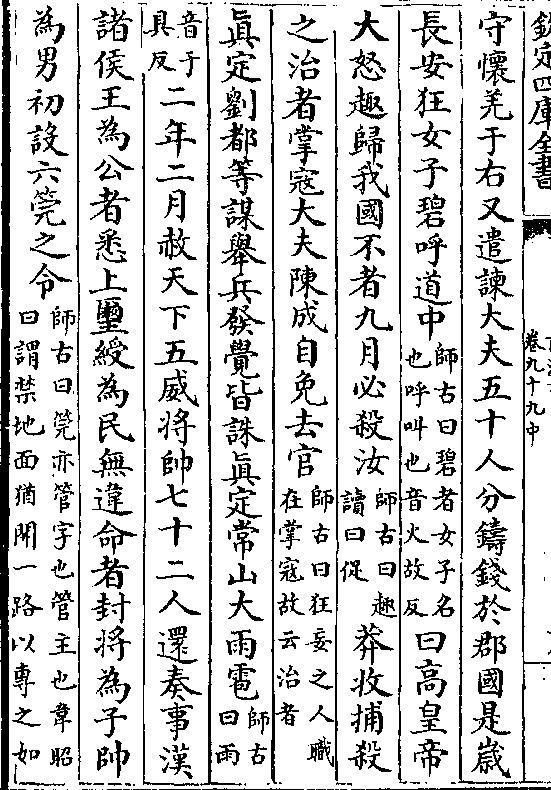 欽定四庫全書
卷九十九中
守懷羌于右又遣諫大夫五十人分鑄錢於郡國是歲
長安狂女子碧呼道中師古曰碧者女子名也呼叫也音火故反曰高皇帝
大怒趣歸我國不者九月必殺汝師古曰趣讀曰促莽收捕殺
之治者掌寇大夫陳成自免去官師古曰狂妄之人職在掌寇故云治者
眞定劉都等謀舉兵發覺皆誅眞定常山大雨雹師古曰雨
音于具反二年二月赦天下五威將帥七十二人還奏事漢
諸侯王為公者悉上璽綬為民無違命者封將為子帥
為男初設六筦之令師古曰筦亦管字也管主也韋昭曰謂禁地面猶開一路以專之如